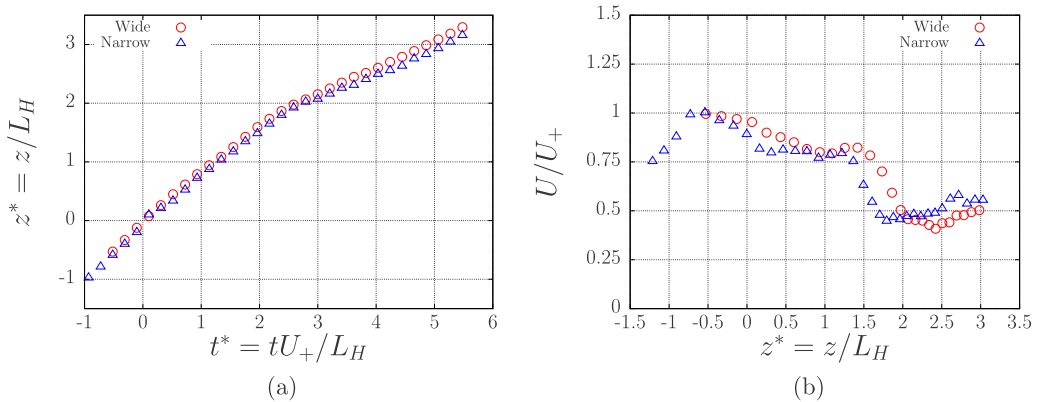 Wide
Narrow
3
2
1
0
-1
-1 0 1 2 3 4 5 6
z* = z/L_H
t* = tU_+/L_H
(a)
Wide
Narrow
1.5
1.25
1
0.75
0.5
0.25
0
-1.5 -1 -0.5 0 0.5 1 1.5 2 2.5 3 3.5
U/U_+
z* = z/L_H
(b)